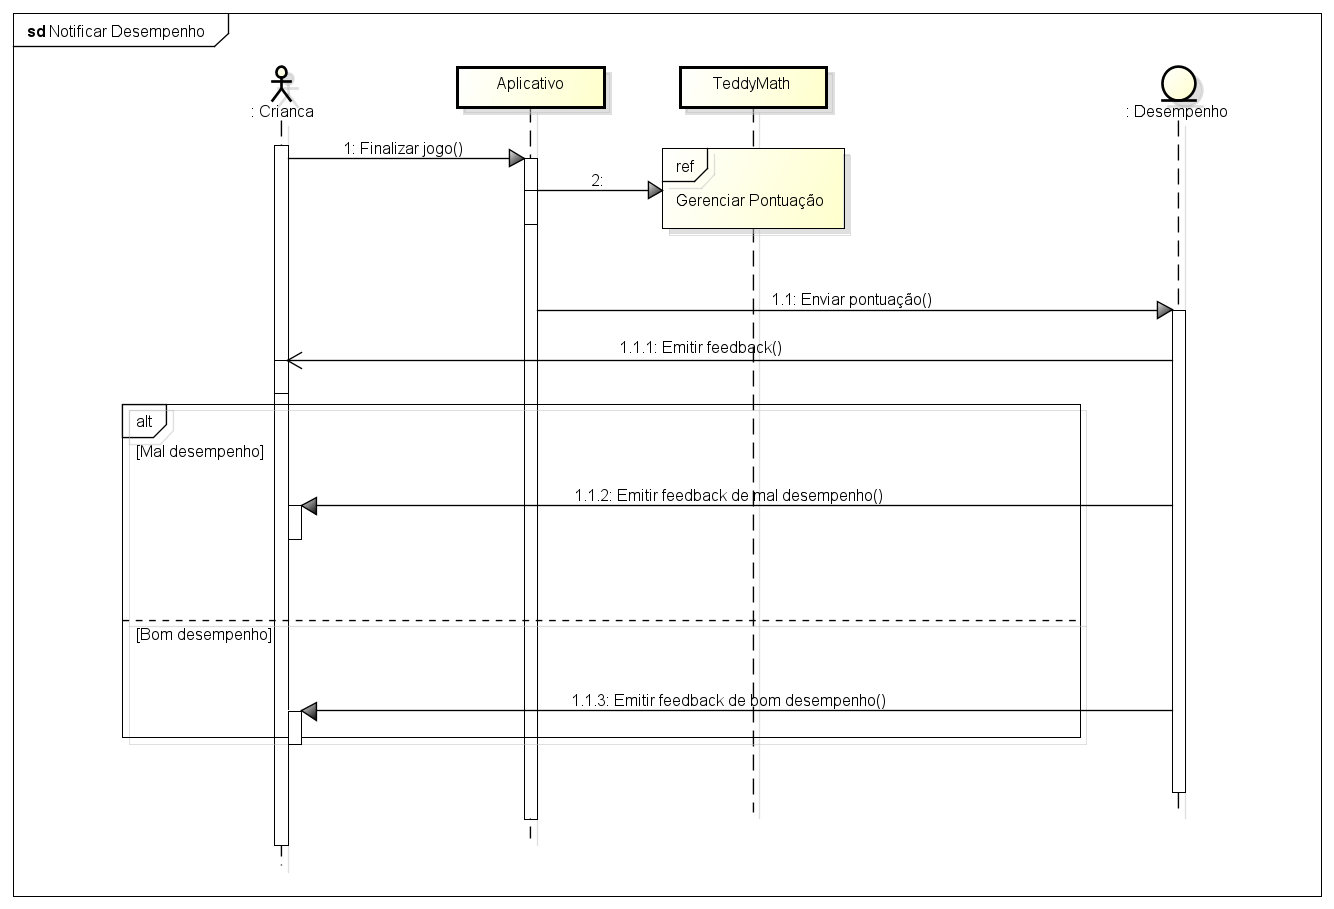 sd Notificar Desempenho
: Crianca
Aplicativo
TeddyMath
: Desempenho
1: Finalizar jogo()
ref
2:
Gerenciar Pontuação
1.1: Enviar pontuação()
1.1.1: Emitir feedback()
alt
[Mal desempenho]
1.1.2: Emitir feedback de mal desempenho()
[Bom desempenho]
1.1.3: Emitir feedback de bom desempenho()